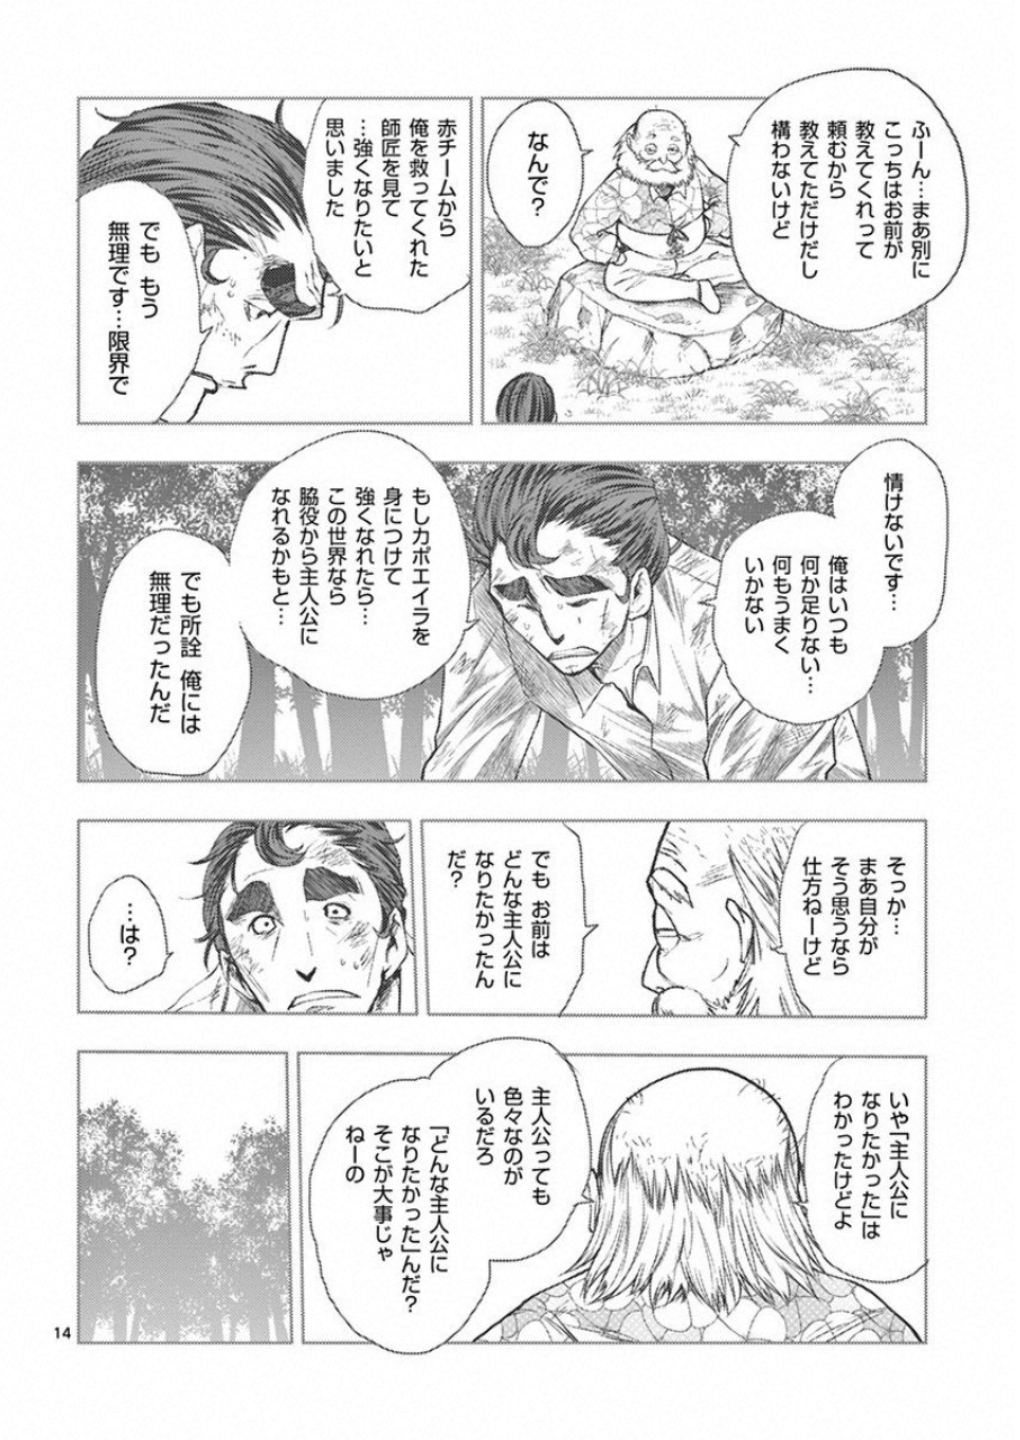 ふーん…まあ別に
こっちはお前が
教えてくれって
頼むから
教えてただけだし
構わないけど
なんで？
赤チームから
俺を救ってくれた
師匠を見て
…強くなりたいと
思いました
でも もう
無理です…限界で
情けないです…
俺はいつも
何か足りない…
何もうまく
いかない
もしカポエイラを
身につけて
強くなれたら…
この世界なら
脇役から主人公に
なれるかもと…
でも所詮 俺には
無理だったんだ
そっか…
まあ自分が
そう思うなら
仕方ねーけど
でも お前は
どんな主人公に
なりたかったん
だ？
…は？
いや「主人公に
なりたかった」は
わかったけどよ
主人公っても
色々なのが
いるだろ
「どんな主人公に
なりたかった」んだ？
そこが大事じゃ
ねーの
14